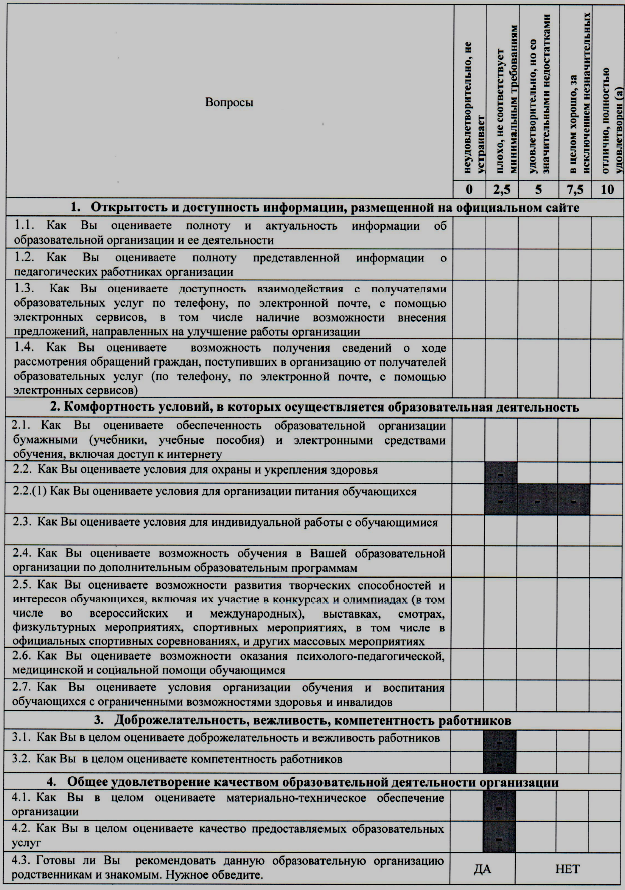 Вопросы
неудовлетворительно, не
устраивает
плохо, не соответствует
минимальным требованиям
удовлетворительно, но со
значительными недостатками
в целом хорошо, за
исключением незначительных
отлично, полностью
удовлетворен (а)
0 2,5 5 7,5 10
1. Открытость и доступность информации, размещенной на официальном сайте
1.1. Как Вы оцениваете полноту и актуальность информации об
образовательной организации и ее деятельности
1.2. Как Вы оцениваете полноту представленной информации о
педагогических работниках организации
1.3. Как Вы оцениваете доступность взаимодействия с получателями
образовательных услуг по телефону, по электронной почте, с помощью
электронных сервисов, в том числе наличие возможности внесения
предложений, направленных на улучшение работы организации
1.4. Как Вы оцениваете возможность получения сведений о ходе
рассмотрения обращений граждан, поступивших в организацию от получателей
образовательных услуг (по телефону, по электронной почте, с помощью
электронных сервисов)
2. Комфортность условий, в которых осуществляется образовательная деятельность
2.1. Как Вы оцениваете обеспеченность образовательной организации
бумажными (учебники, учебные пособия) и электронными средствами
обучения, включая доступ к интернету
2.2. Как Вы оцениваете условия для охраны и укрепления здоровья -
2.2.(1) Как Вы оцениваете условия для организации питания обучающихся - - -
2.3. Как Вы оцениваете условия для индивидуальной работы с обучающимися
2.4. Как Вы оцениваете возможность обучения в Вашей образовательной
организации по дополнительным образовательным программам
2.5. Как Вы оцениваете возможности развития творческих способностей и
интересов обучающихся, включая их участие в конкурсах и олимпиадах (в том
числе во всероссийских и международных), выставках, смотрах,
физкультурных мероприятиях, спортивных мероприятиях, в том числе в
официальных спортивных соревнованиях, и других массовых мероприятиях
2.6. Как Вы оцениваете возможности оказания психолого-педагогической,
медицинской и социальной помощи обучающимся
2.7. Как Вы оцениваете условия организации обучения и воспитания
обучающихся с ограниченными возможностями здоровья и инвалидов
3. Доброжелательность, вежливость, компетентность работников
3.1. Как Вы в целом оцениваете доброжелательность и вежливость работников -
3.2. Как Вы в целом оцениваете компетентность работников -
4. Общее удовлетворение качеством образовательной деятельности организации
4.1. Как Вы в целом оцениваете материально-техническое обеспечение -
организации
4.2. Как Вы в целом оцениваете качество предоставляемых образовательных
услуг -
4.3. Готовы ли Вы рекомендовать данную образовательную организацию
родственникам и знакомым. Нужное обведите. ДА НЕТ